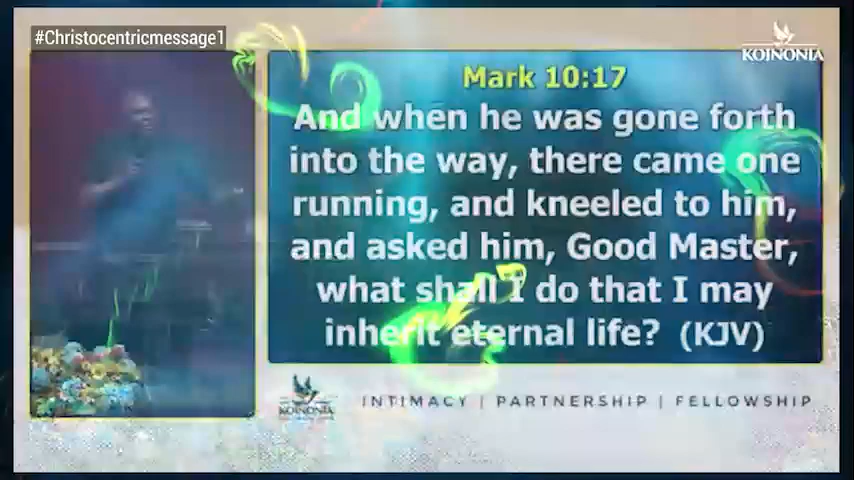 #Christocentricmessage1
KOINONIA
Mark 10:17
And when he was gone forth
into the way, there came one
running, and kneeled to him,
and asked him, Good Master,
what shall I do that I may
inherit eternal life? (KJV)
KOINONIA
INTIMACY | PARTNERSHIP | FELLOWSHIP